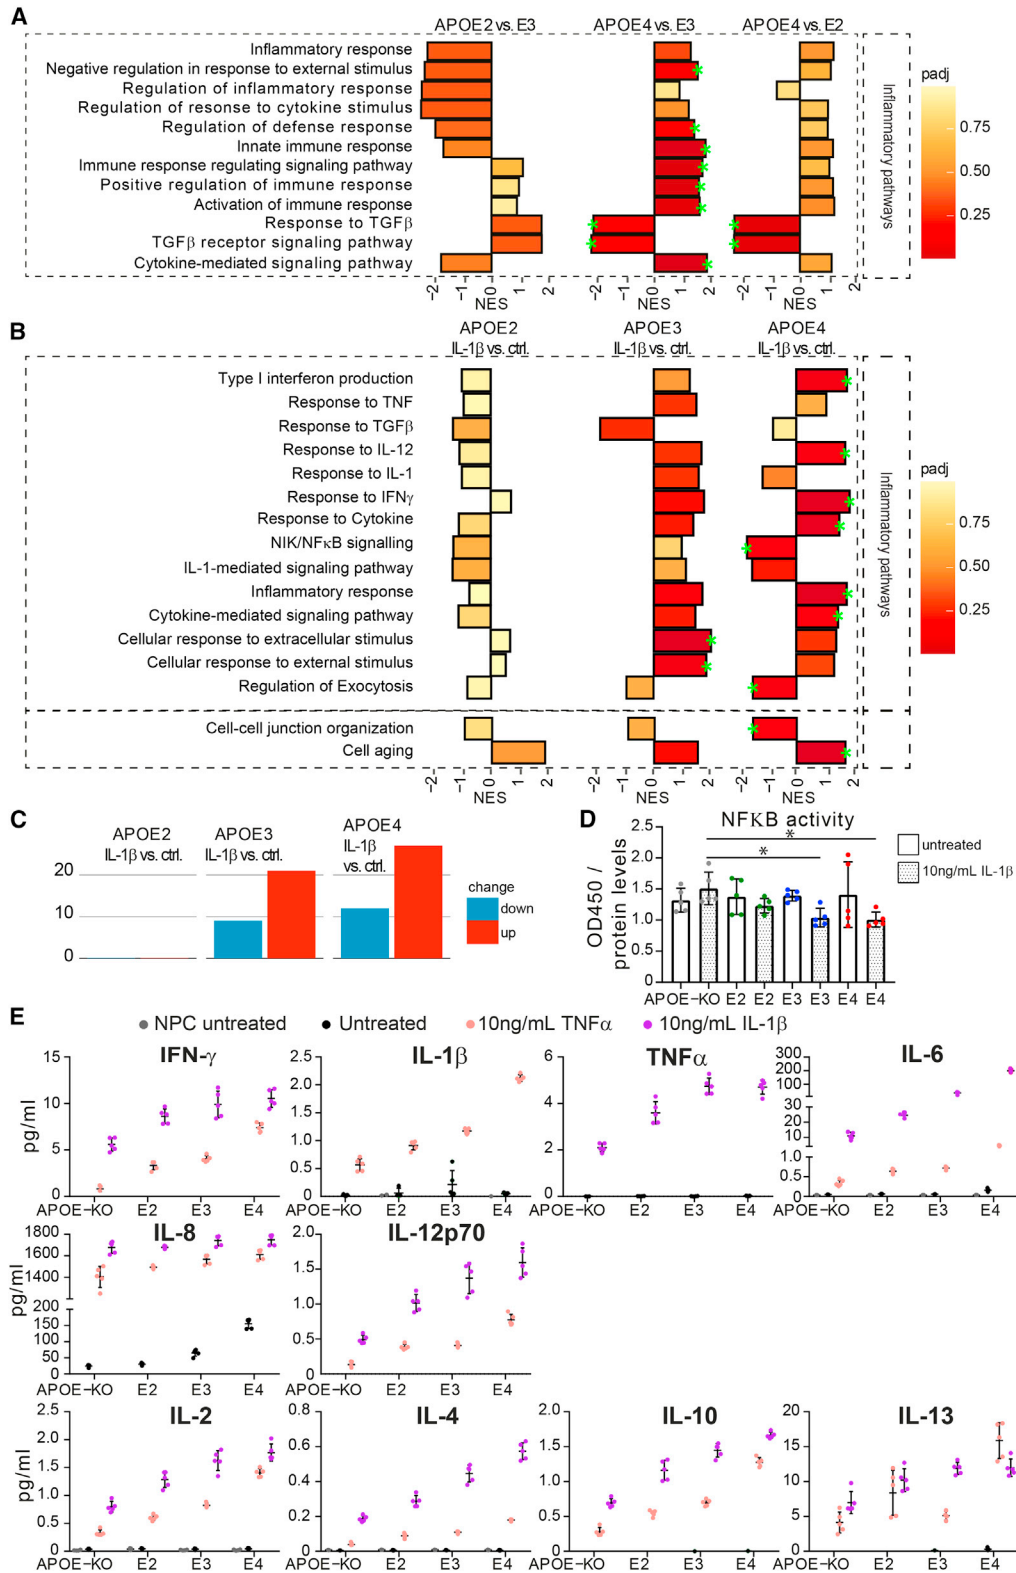 A
APOE2 vs. E3 APOE4 vs. E3 APOE4 vs. E2
Inflammatory response
Negative regulation in response to external stimulus
Regulation of inflammatory response
Regulation of resonse to cytokine stimulus
Regulation of defense response
Innate immune response
Immune response regulating signaling pathway
Positive regulation of immune response
Activation of immune response
Response to TGFβ
TGFβ receptor signaling pathway
Cytokine-mediated signaling pathway
Inflammatory pathways
padj
0.75
0.50
0.25
-2 -1 0 1 2 -2 -1 0 1 2 -2 -1 0 1 2
NES NES NES
B
APOE2 APOE3 APOE4
IL-1β vs. ctrl. IL-1β vs. ctrl. IL-1β vs. ctrl.
Type I interferon production
Response to TNF
Response to TGFβ
Response to IL-12
Response to IL-1
Response to IFNγ
Response to Cytokine
NIK/NFκB signalling
IL-1-mediated signaling pathway
Inflammatory response
Cytokine-mediated signaling pathway
Cellular response to extracellular stimulus
Cellular response to external stimulus
Regulation of Exocytosis
Cell-cell junction organization
Cell aging
Inflammatory pathways
padj
0.75
0.50
0.25
-2 -1 0 1 2 -2 -1 0 1 2 -2 -1 0 1 2
NES NES NES
C
APOE2
IL-1β vs. ctrl.
APOE3
IL-1β vs. ctrl.
APOE4
IL-1β
vs. ctrl.
20
10
0
change
down
up
D
NFKB activity
* 
*
OD450 /
protein levels
2.5
2.0
1.5
1.0
0.5
0
APOE-KO E2 E2 E3 E3 E4 E4
untreated
10ng/mL IL-1β
E
NPC untreated Untreated 10ng/mL TNFα 10ng/mL IL-1β
IFN-γ IL-1β TNFα IL-6
pg/ml
15
10
5
0
2.5
2.0
1.5
1.0
0.5
0
6
4
2
0
300
200
100
30
20
10
1.0
0.5
0
APOE-KO E2 E3 E4 APOE-KO E2 E3 E4 APOE-KO E2 E3 E4 APOE-KO E2 E3 E4
IL-8 IL-12p70
pg/ml
1800
1600
1400
200
150
100
50
0
2.0
1.5
1.0
0.5
0
APOE-KO E2 E3 E4 APOE-KO E2 E3 E4
IL-2 IL-4 IL-10 IL-13
pg/ml
2.5
2.0
1.5
1.0
0.5
0
0.8
0.6
0.4
0.2
0
2.0
1.5
1.0
0.5
0
20
15
10
5
0
APOE-KO E2 E3 E4 APOE-KO E2 E3 E4 APOE-KO E2 E3 E4 APOE-KO E2 E3 E4